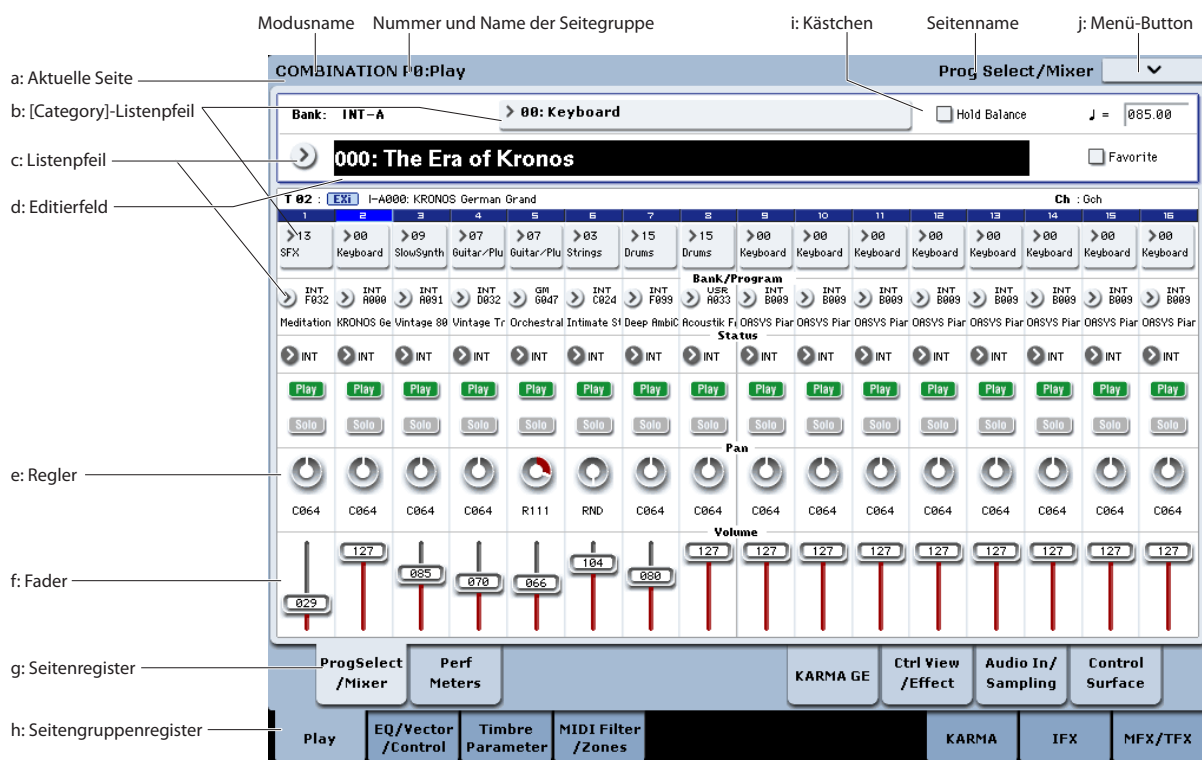 Modusname Nummer und Name der Seitegruppe i: Kästchen Seitenname j: Menü-Button
a: Aktuelle Seite
COMBINATION P0:Play Prog Select/Mixer
b: [Category]-Listenpfeil
Bank: INT-A 00: Keyboard Hold Balance ♩ = 085.00
c: Listenpfeil
000: The Era of Kronos Favorite
d: Editierfeld
T 02 : EXi I-A000: KRONOS German Grand Ch : Gch
1 2 3 4 5 6 7 8 9 10 11 12 13 14 15 16
13 00 09 07 07 03 15 15 00 00 00 00 00 00 00 00
SFX Keyboard SlowSynth Guitar/Plu Guitar/Plu Strings Drums Drums Keyboard Keyboard Keyboard Keyboard Keyboard Keyboard Keyboard Keyboard
Bank/Program
INT INT INT INT GM INT INT USR INT INT INT INT INT INT INT INT
F032 A000 A091 D032 G047 C024 F099 A033 B009 B009 B009 B009 B009 B009 B009 B009
Meditation KRONOS Ge Vintage 80 Vintage Tr Orchestral Intimate St Deep AmbiC Acoustik Fr OASYS Piar OASYS Piar OASYS Piar OASYS Piar OASYS Piar OASYS Piar OASYS Piar OASYS Piar
Status
INT INT INT INT INT INT INT INT INT INT INT INT INT INT INT INT
Play Play Play Play Play Play Play Play Play Play Play Play Play Play Play Play
Solo Solo Solo Solo Solo Solo Solo Solo Solo Solo Solo Solo Solo Solo Solo Solo
Pan
e: Regler
C064 C064 C064 C064 R111 RND C064 C064 C064 C064 C064 C064 C064 C064 C064 C064
Volume
f: Fader
029 127 085 070 066 104 080 127 127 127 127 127 127 127 127 127
g: Seitenregister
ProgSelect Perf Ctrl View Audio In/ Control
/Mixer Meters KARMA GE /Effect Sampling Surface
h: Seitengruppenregister
Play EQ/Vector Timbre MIDI Filter KARMA IFX MFX/TFX
/Control Parameter /Zones